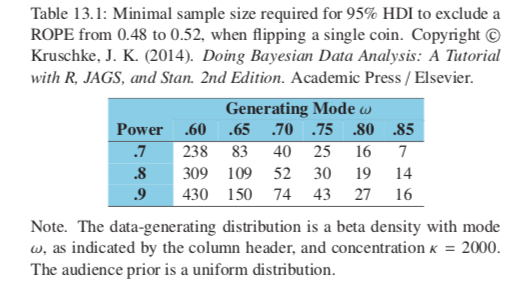 Table 13.1: Minimal sample size required for 95% HDI to exclude a
ROPE from 0.48 to 0.52, when flipping a single coin. Copyright ©
Kruschke, J. K. (2014). Doing Bayesian Data Analysis: A Tutorial
with R, JAGS, and Stan. 2nd Edition. Academic Press / Elsevier.
Generating Mode ω
Power .60 .65 .70 .75 .80 .85
.7 238 83 40 25 16 7
.8 309 109 52 30 19 14
.9 430 150 74 43 27 16
Note. The data-generating distribution is a beta density with mode
ω, as indicated by the column header, and concentration κ = 2000.
The audience prior is a uniform distribution.